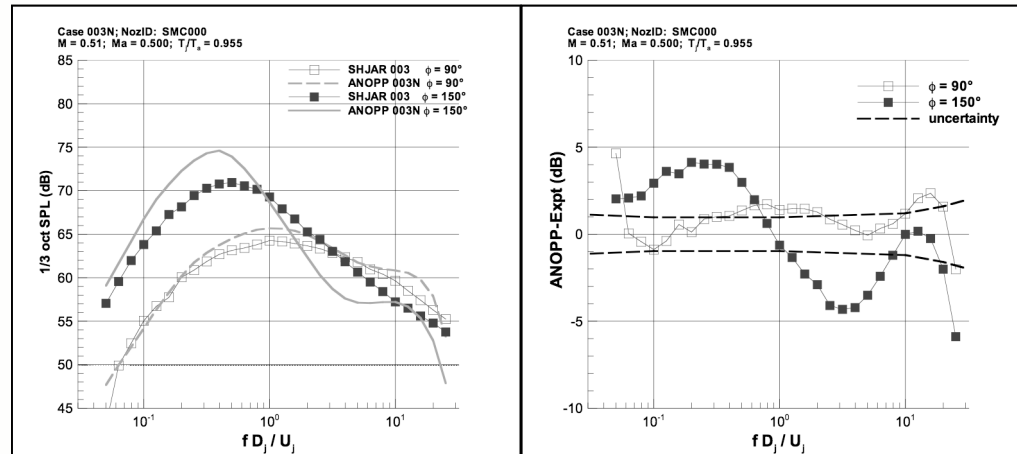 Case 003N; NozID: SMC000
M = 0.51; Ma = 0.500; Tj/Ta = 0.955
85
80
75
70
65
60
55
50
45
1/3 oct SPL (dB)
SHJAR 003 ϕ = 90°
ANOPP 003N ϕ = 90°
SHJAR 003 ϕ = 150°
ANOPP 003N ϕ = 150°
10-1 100 101
f Dj / Uj
Case 003N; NozID: SMC000
M = 0.51; Ma = 0.500; Tj/Ta = 0.955
10
5
0
-5
-10
ANOPP-Expt
ϕ = 90°
ϕ = 150°
uncertainty
10-1 100 101
f Dj / Uj